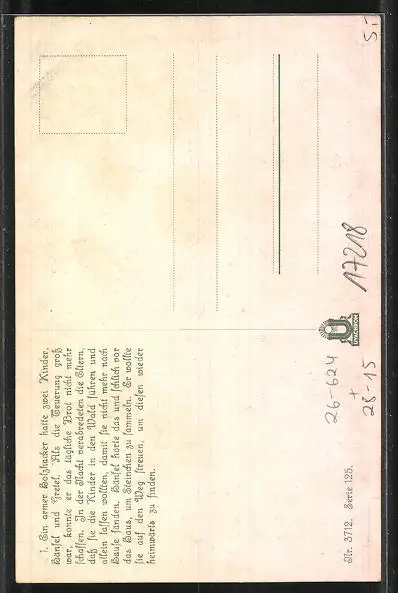 1. Ein armer Holzhacker hatte zwei Kinder,
Hänsel und Gretel. Als die Teuerung groß
war, konnte er das tägliche Brot nicht mehr
schaffen. In der Nacht verabredeten die Eltern,
daß sie die Kinder in den Wald führen und
allein lassen wollten, damit sie nicht mehr nach
Hause fänden. Hänsel hörte das und schlich vor
das Haus, um Steinchen zu sammeln. Er wollte
sie auf den Weg streuen, um diesen wieder
heimwärts zu finden.
Nr. 3712. Serie 125.
UVACHROM
26-624
+
28-15
17218
5,-